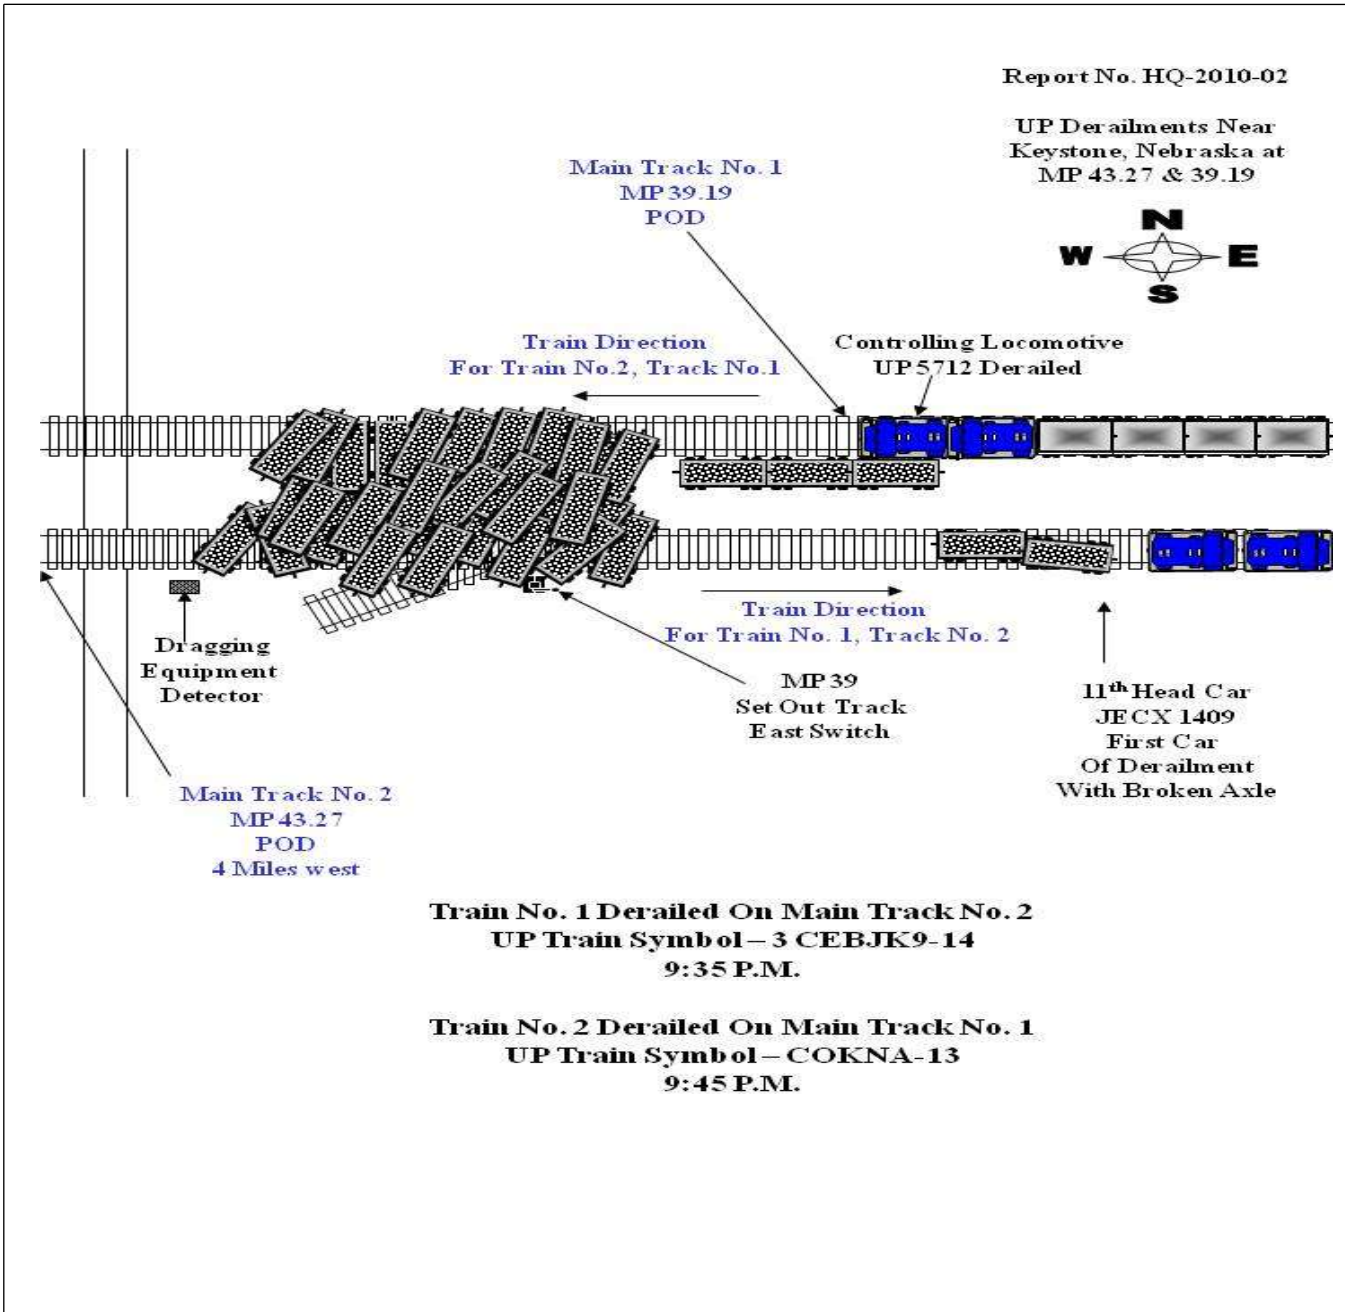 Report No. HQ-2010-02
UP Derailments Near
Keystone, Nebraska at
MP 43.27 & 39.19
N
W E
S
Main Track No. 1
MP 39.19
POD
Train Direction
For Train No.2, Track No.1
Controlling Locomotive
UP 5712 Derailed
Train Direction
For Train No. 1, Track No. 2
Dragging
Equipment
Detector
MP 39
Set Out Track
East Switch
11th Head Car
JECX 1409
First Car
Of Derailment
With Broken Axle
Main Track No. 2
MP 43.27
POD
4 Miles west
Train No. 1 Derailed On Main Track No. 2
UP Train Symbol – 3 CEBJK9-14
9:35 P.M.
Train No. 2 Derailed On Main Track No. 1
UP Train Symbol – COKNA-13
9:45 P.M.